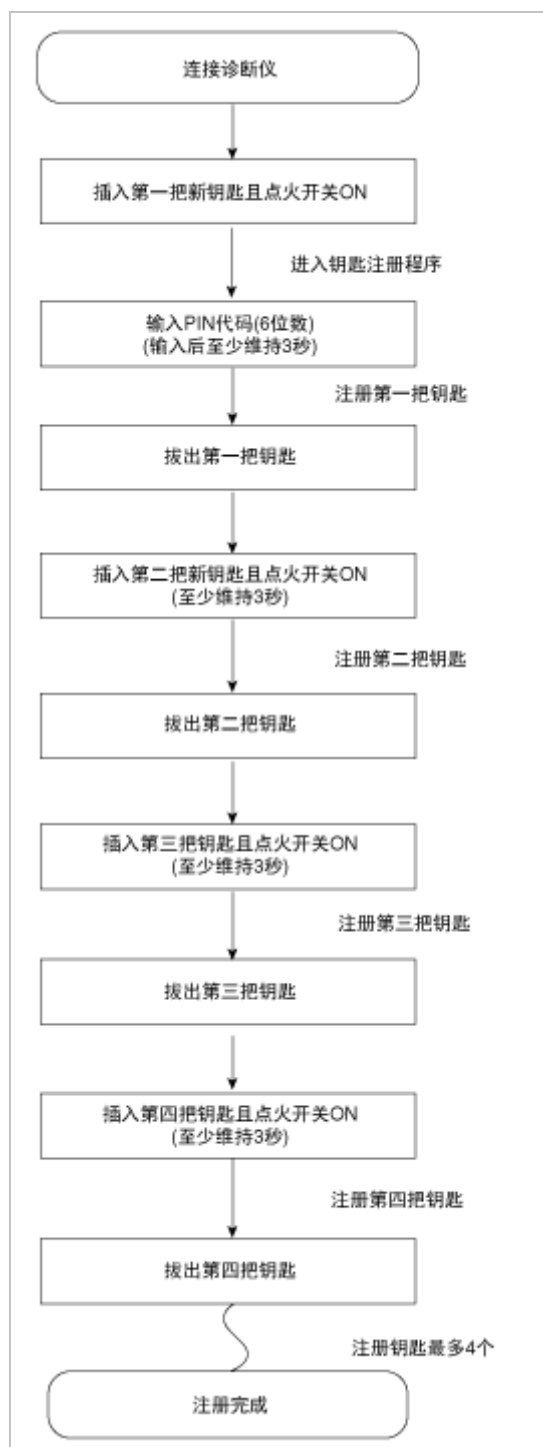 连接诊断仪
插入第一把新钥匙且点火开关ON
进入钥匙注册程序
输入PIN代码(6位数)
(输入后至少维持3秒)
注册第一把钥匙
拔出第一把钥匙
插入第二把新钥匙且点火开关ON
(至少维持3秒)
注册第二把钥匙
拔出第二把钥匙
插入第三把钥匙且点火开关ON
(至少维持3秒)
注册第三把钥匙
拔出第三把钥匙
插入第四把钥匙且点火开关ON
(至少维持3秒)
注册第四把钥匙
拔出第四把钥匙
注册钥匙最多4个
注册完成